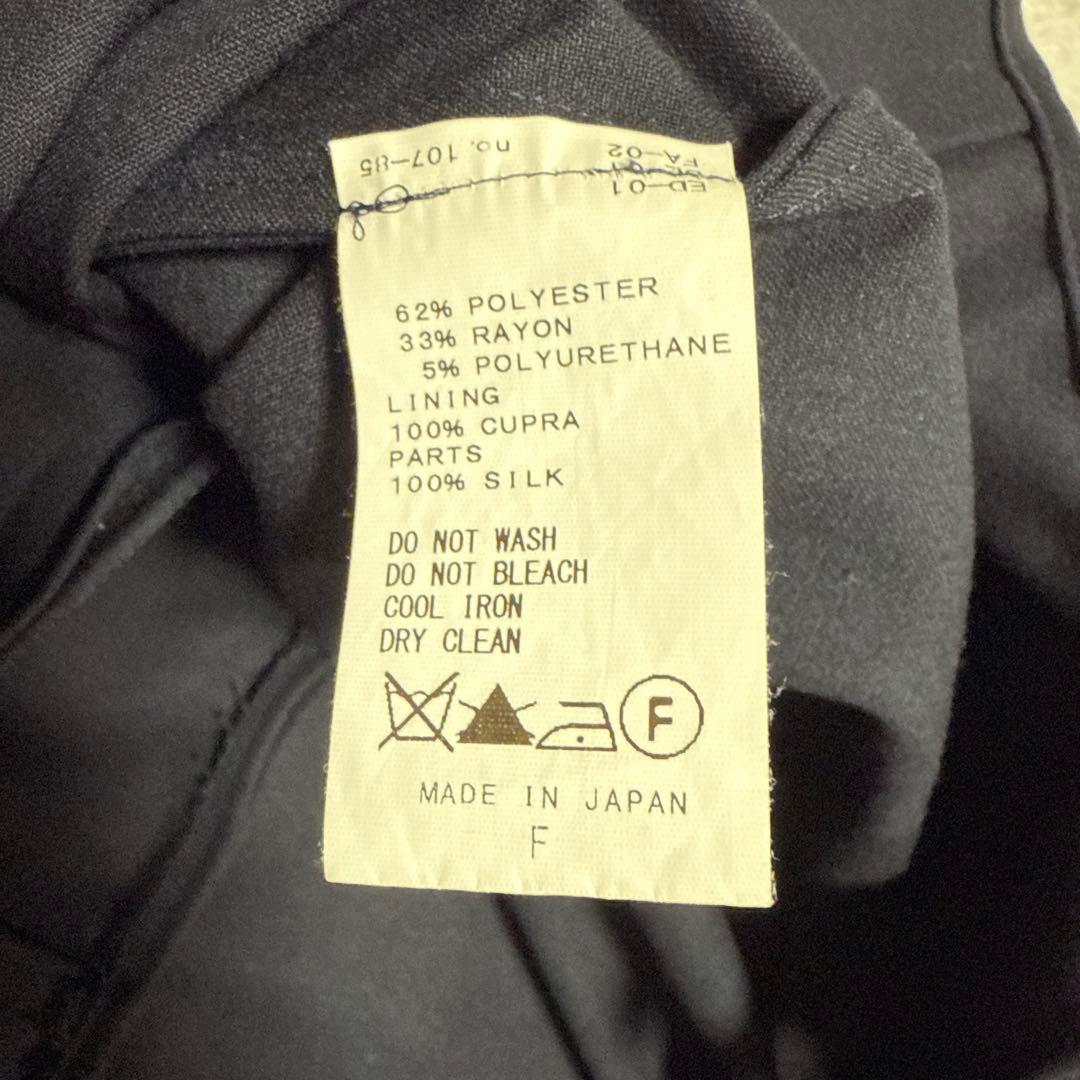 no. 107-85
FA-02
ED-01
62% POLYESTER
33% RAYON
5% POLYURETHANE
LINING
100% CUPRA
PARTS
100% SILK
DO NOT WASH
DO NOT BLEACH
COOL IRON
DRY CLEAN
F
MADE IN JAPAN
F